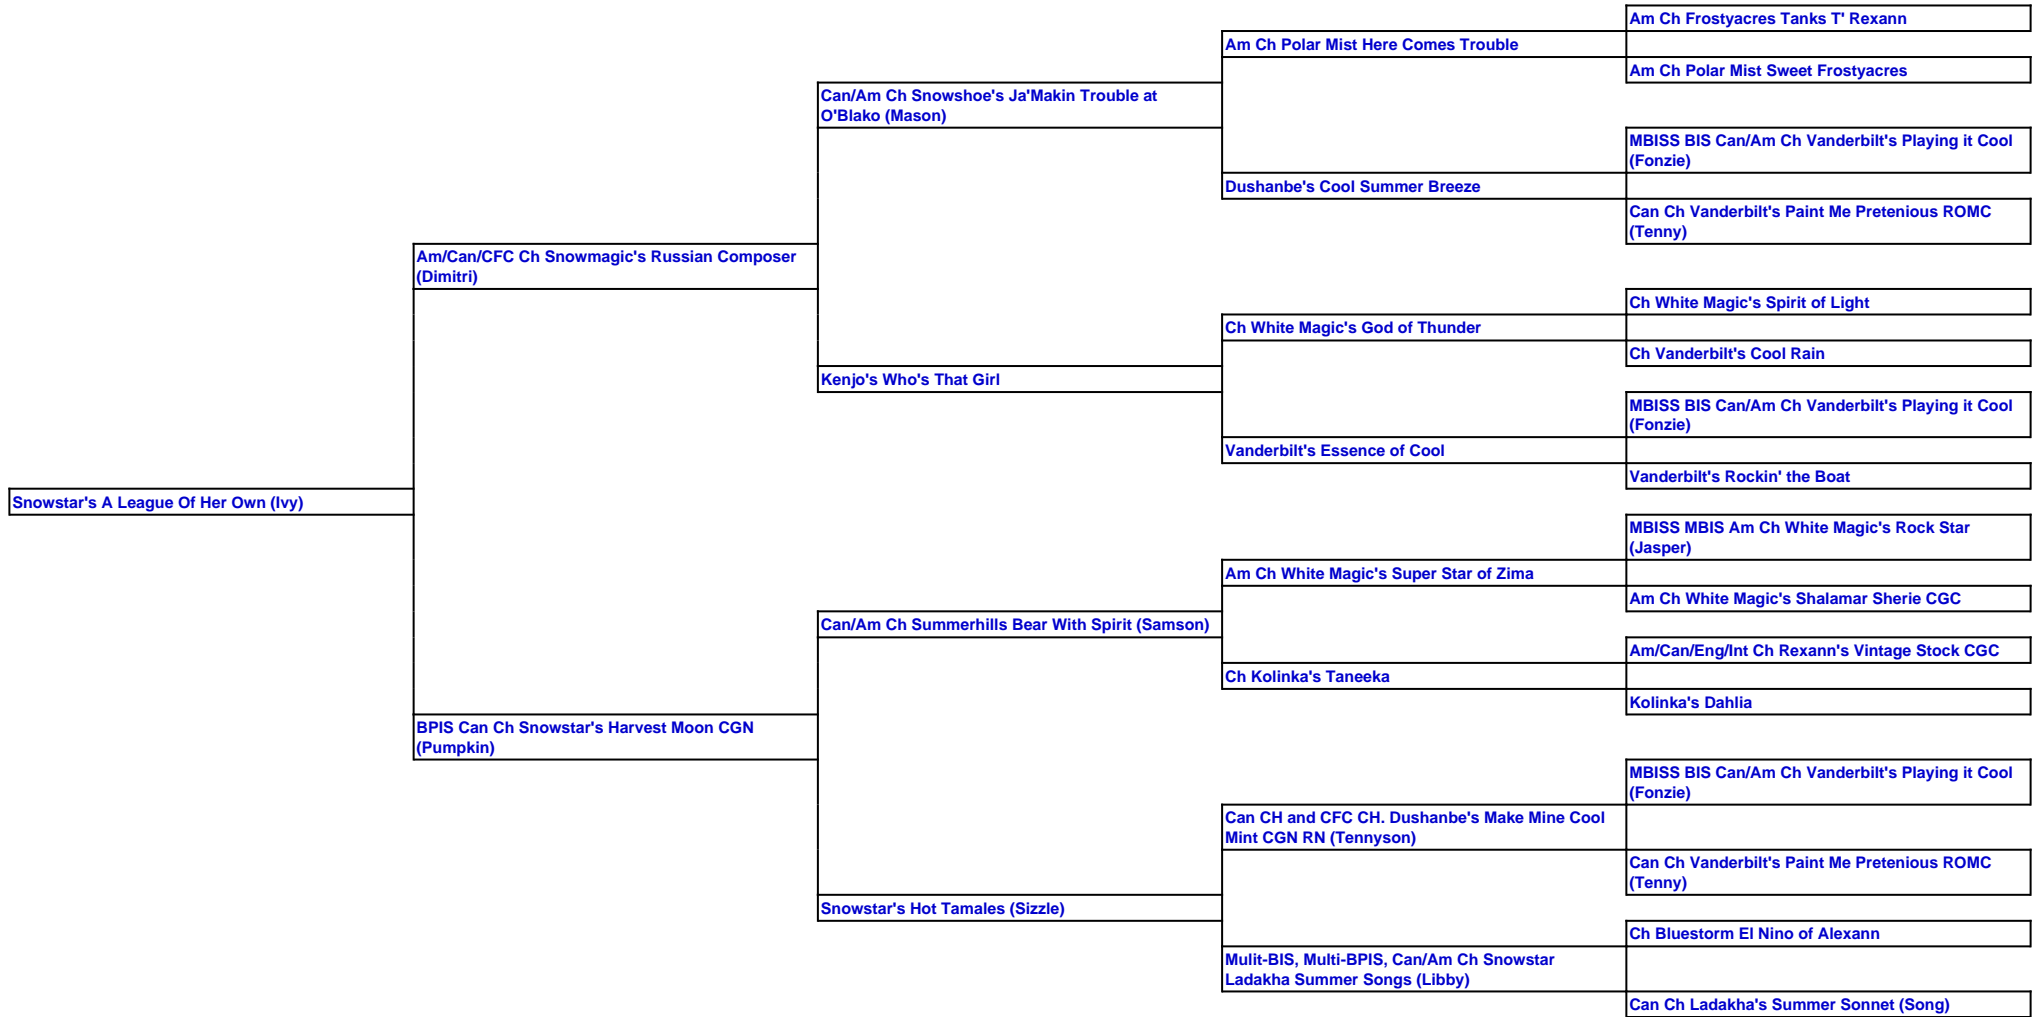 Am Ch Frostyacres Tanks T' Rexann
Am Ch Polar Mist Here Comes Trouble
Am Ch Polar Mist Sweet Frostyacres
Can/Am Ch Snowshoe's Ja'Makin Trouble at
O'Blako (Mason)
MBISS BIS Can/Am Ch Vanderbilt's Playing it Cool
(Fonzie)
Dushanbe's Cool Summer Breeze
Can Ch Vanderbilt's Paint Me Pretenious ROMC
(Tenny)
Am/Can/CFC Ch Snowmagic's Russian Composer
(Dimitri)
Ch White Magic's Spirit of Light
Ch White Magic's God of Thunder
Ch Vanderbilt's Cool Rain
Kenjo's Who's That Girl
MBISS BIS Can/Am Ch Vanderbilt's Playing it Cool
(Fonzie)
Vanderbilt's Essence of Cool
Vanderbilt's Rockin' the Boat
Snowstar's A League Of Her Own (Ivy)
MBISS MBIS Am Ch White Magic's Rock Star
(Jasper)
Am Ch White Magic's Super Star of Zima
Am Ch White Magic's Shalamar Sherie CGC
Can/Am Ch Summerhills Bear With Spirit (Samson)
Am/Can/Eng/Int Ch Rexann's Vintage Stock CGC
Ch Kolinka's Taneeka
Kolinka's Dahlia
BPIS Can Ch Snowstar's Harvest Moon CGN
(Pumpkin)
MBISS BIS Can/Am Ch Vanderbilt's Playing it Cool
(Fonzie)
Can CH and CFC CH. Dushanbe's Make Mine Cool
Mint CGN RN (Tennyson)
Can Ch Vanderbilt's Paint Me Pretenious ROMC
(Tenny)
Snowstar's Hot Tamales (Sizzle)
Ch Bluestorm El Nino of Alexann
Mulit-BIS, Multi-BPIS, Can/Am Ch Snowstar
Ladakha Summer Songs (Libby)
Can Ch Ladakha's Summer Sonnet (Song)